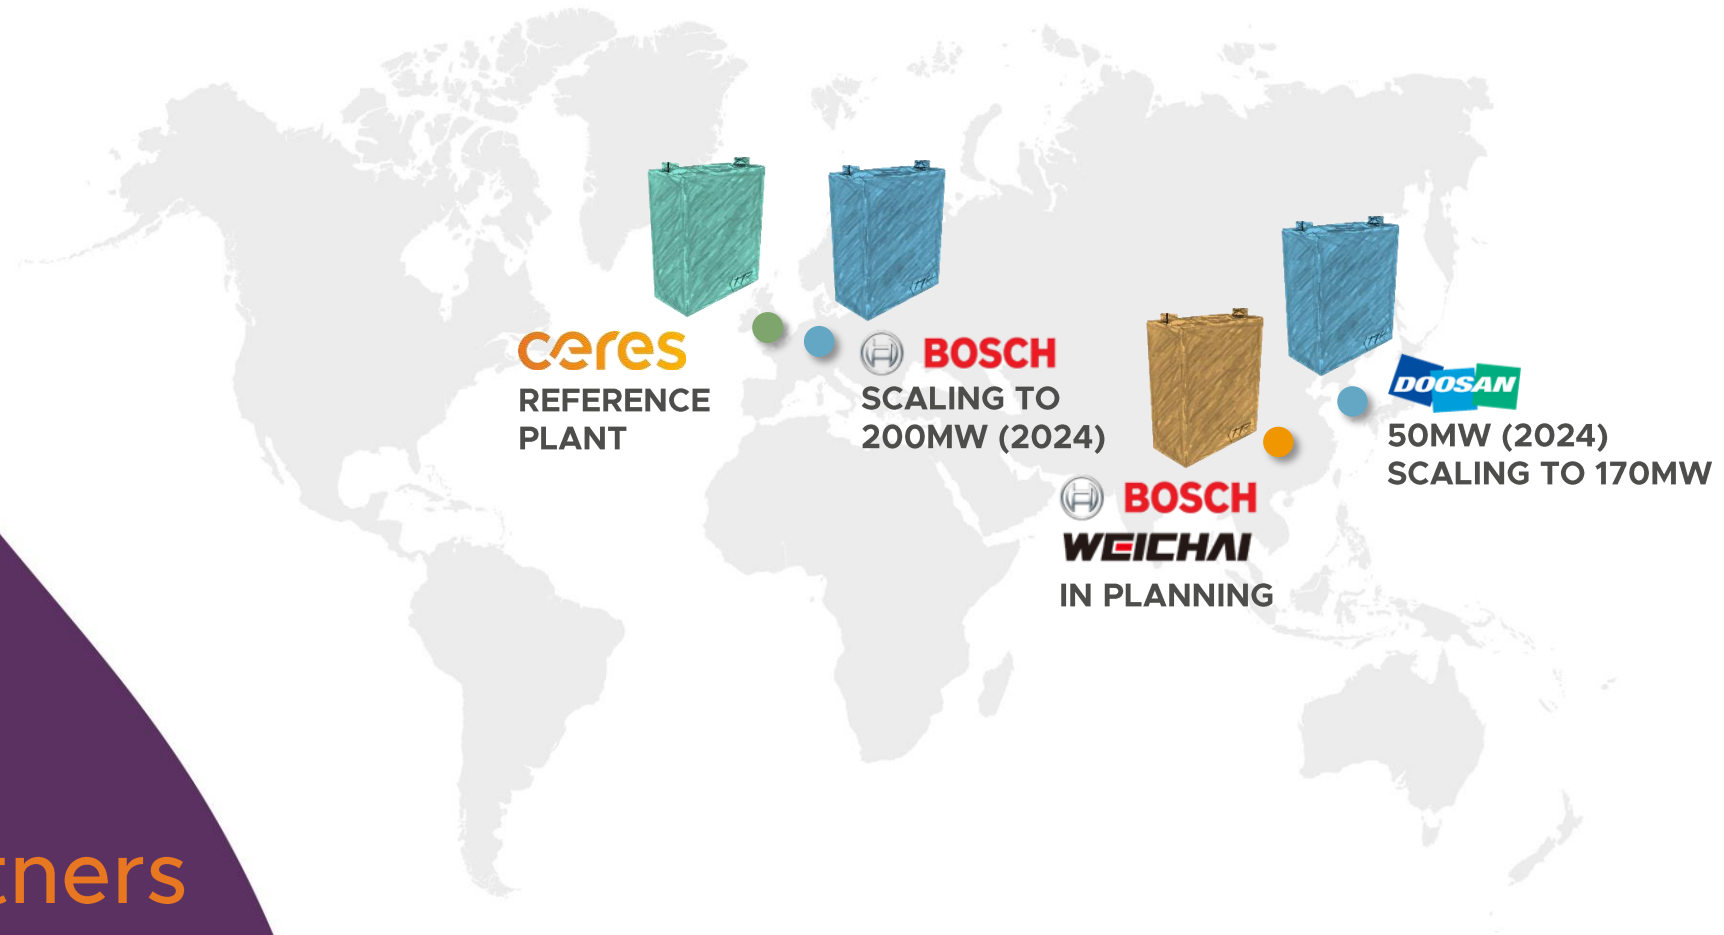 ceres
REFERENCE
PLANT
BOSCH
SCALING TO
200MW (2024)
DOOSAN
50MW (2024)
SCALING TO 170MW
BOSCH
WEICHAI
IN PLANNING
tners